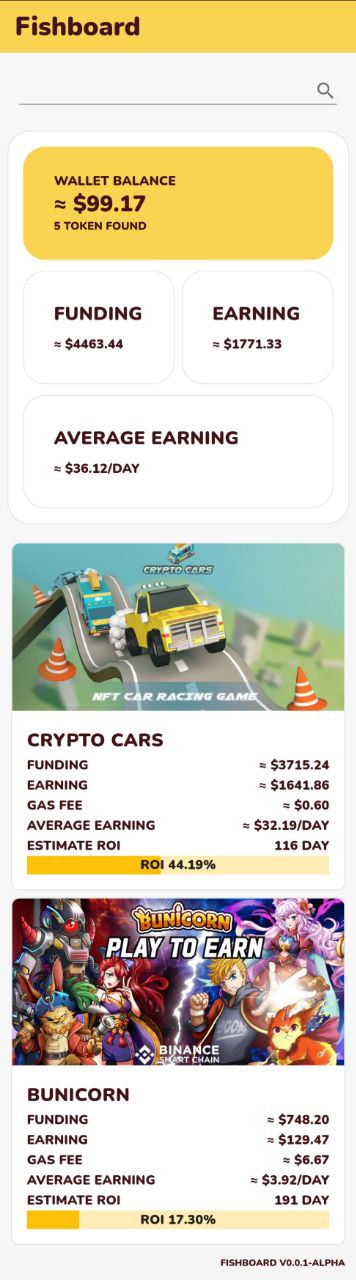 Fishboard
WALLET BALANCE
≈ $99.17
5 TOKEN FOUND
FUNDING
≈ $4463.44
EARNING
≈ $1771.33
AVERAGE EARNING
≈ $36.12/DAY
CRYPTO CARS
NFT CAR RACING GAME
CRYPTO CARS
FUNDING ≈ $3715.24
EARNING ≈ $1641.86
GAS FEE ≈ $0.60
AVERAGE EARNING ≈ $32.19/DAY
ESTIMATE ROI 116 DAY
ROI 44.19%
BUNICORN
PLAY TO EARN
BINANCE
SMART CHAIN
BUNICORN
FUNDING ≈ $748.20
EARNING ≈ $129.47
GAS FEE ≈ $6.67
AVERAGE EARNING ≈ $3.92/DAY
ESTIMATE ROI 191 DAY
ROI 17.30%
FISHBOARD V0.0.1-ALPHA